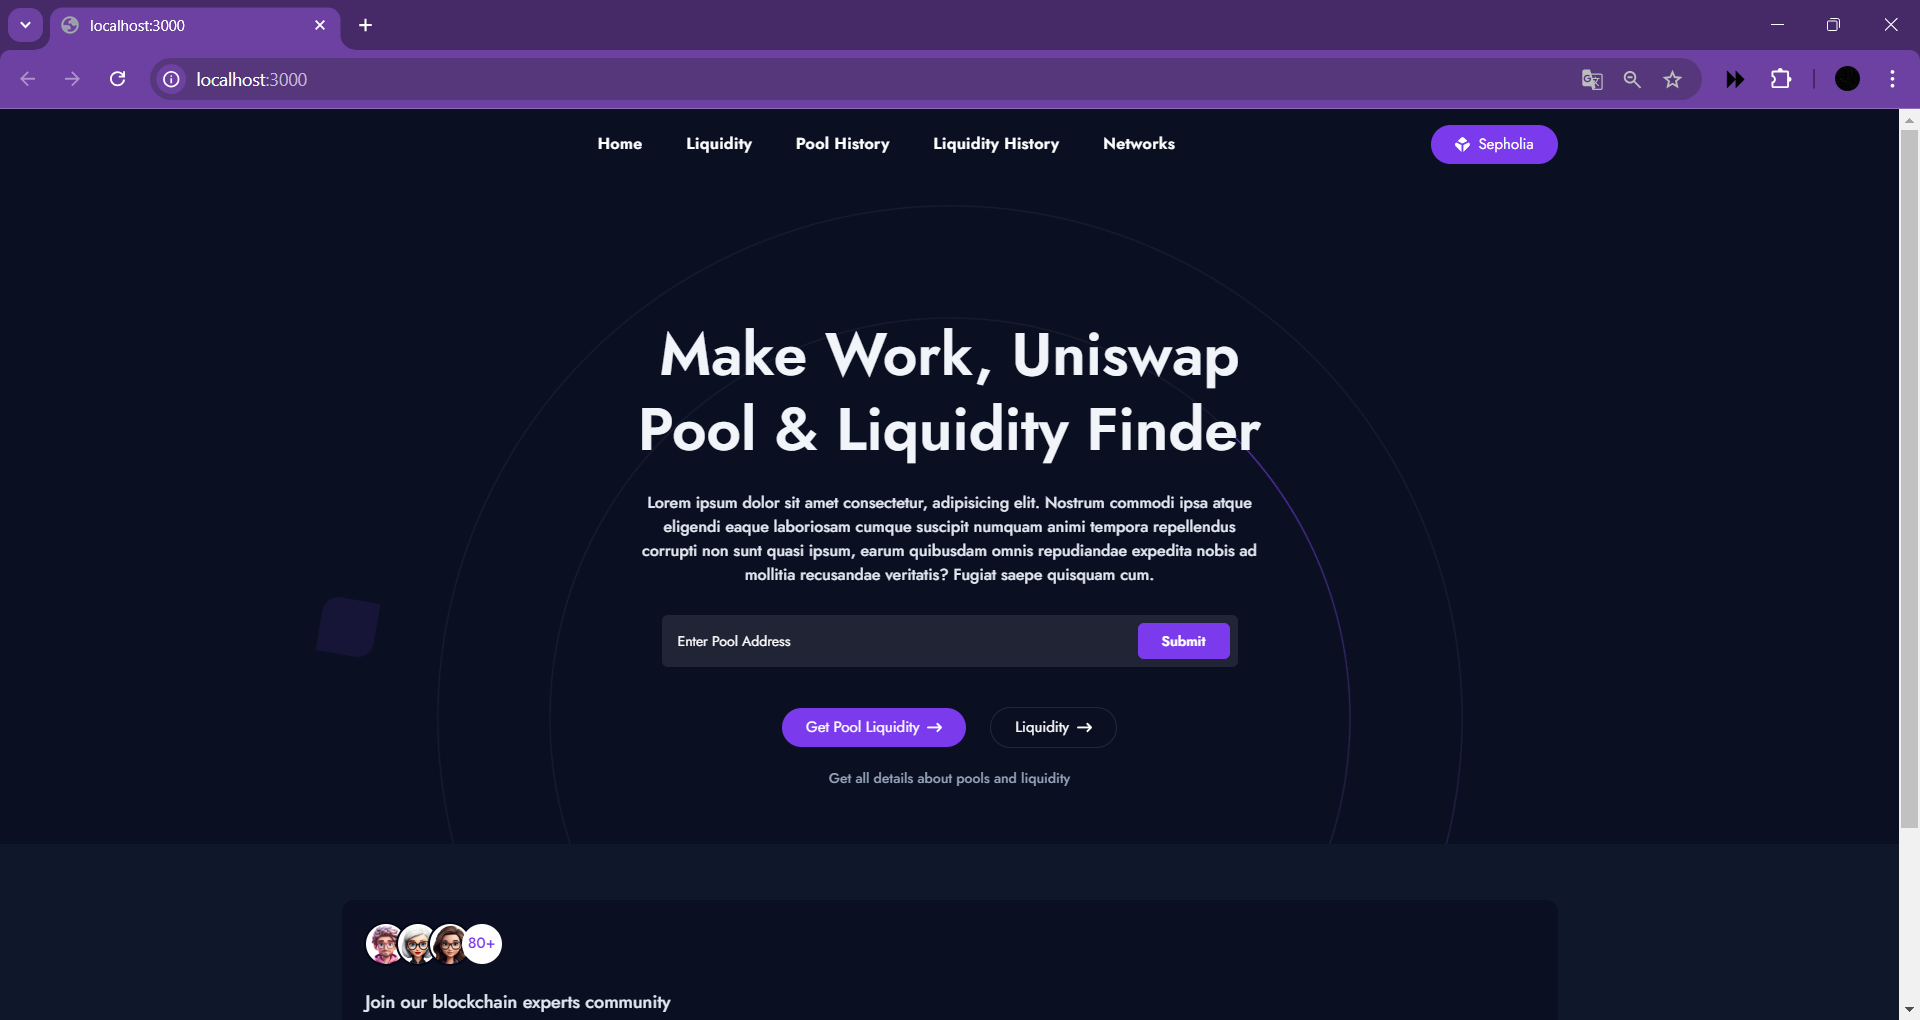 localhost:3000
localhost:3000
Home Liquidity Pool History Liquidity History Networks Sepholia
Make Work, Uniswap
Pool & Liquidity Finder
Lorem ipsum dolor sit amet consectetur, adipisicing elit. Nostrum commodi ipsa atque
eligendi eaque laboriosam cumque suscipit numquam animi tempora repellendus
corrupti non sunt quasi ipsum, earum quibusdam omnis repudiandae expedita nobis ad
mollitia recusandae veritatis? Fugiat saepe quisquam cum.
Enter Pool Address Submit
Get Pool Liquidity → Liquidity →
Get all details about pools and liquidity
80+
Join our blockchain experts community